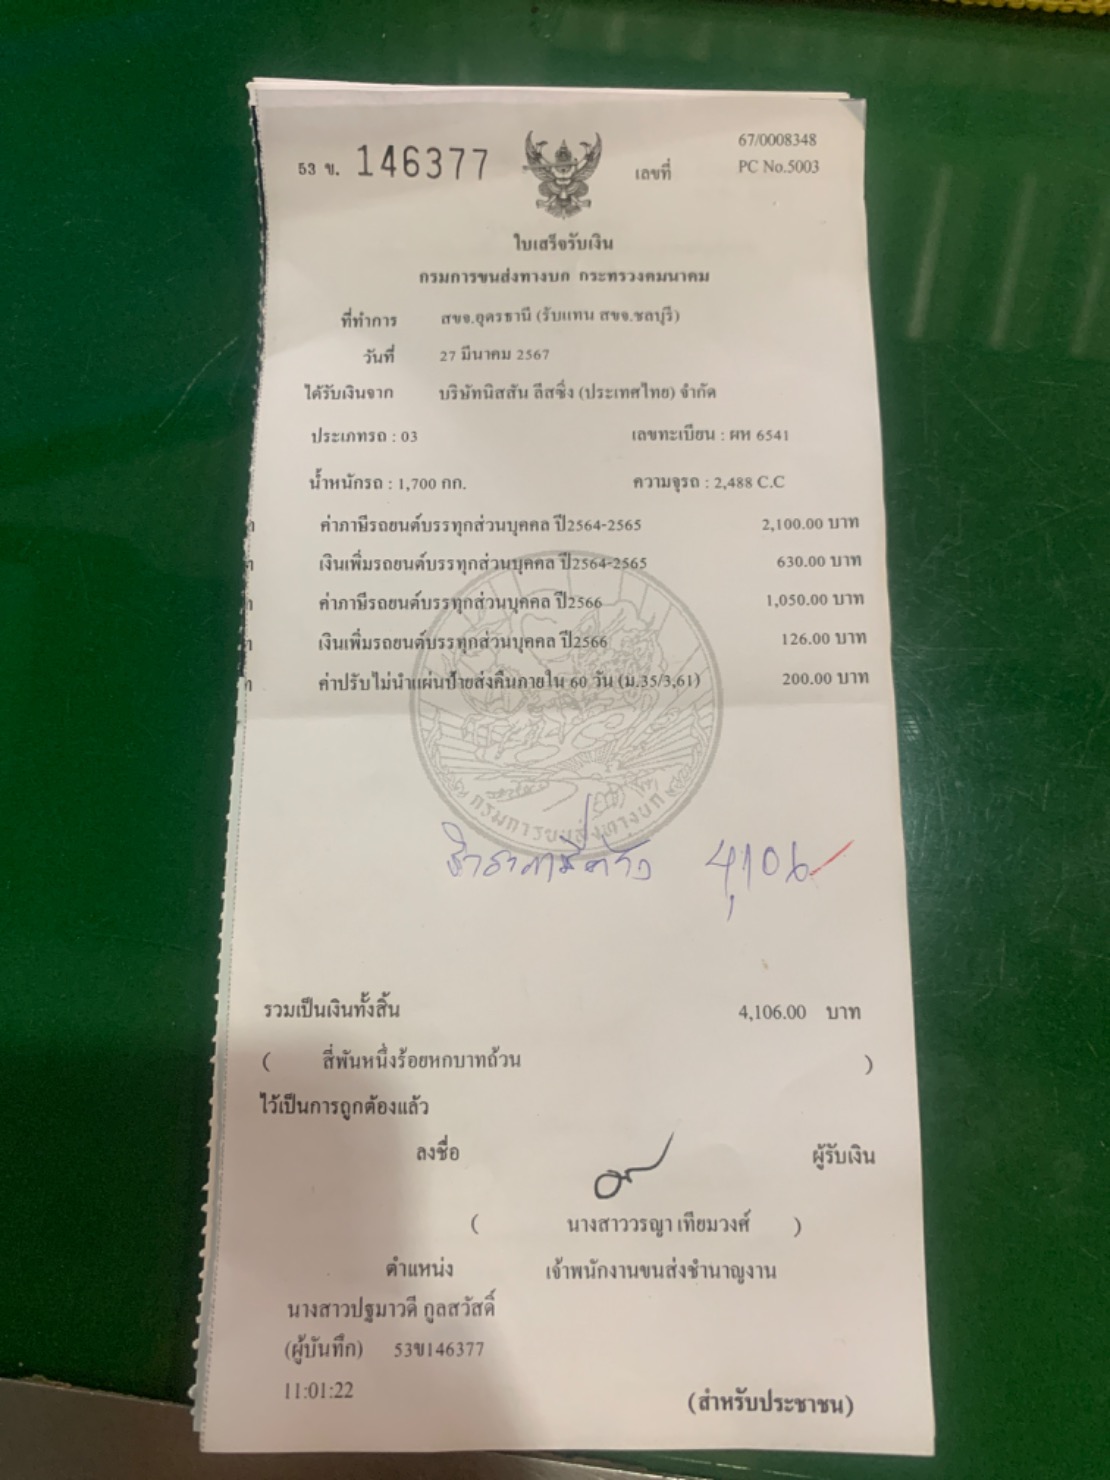 53 ข. 146377
เลขที่ 67/0008348
PC No.5003
ใบเสร็จรับเงิน
กรมการขนส่งทางบก กระทรวงคมนาคม
ที่ทำการ สขจ.อุดรธานี (รับแทน สขจ.ชลบุรี)
วันที่ 27 มีนาคม 2567
ได้รับเงินจาก บริษัทนิสสัน ลีสซิ่ง (ประเทศไทย) จำกัด
ประเภทรถ : 03 เลขทะเบียน : ผห 6541
น้ำหนักรถ : 1,700 กก. ความจุรถ : 2,488 C.C
ค่าภาษีรถยนต์บรรทุกส่วนบุคคล ปี2564-2565 2,100.00 บาท
เงินเพิ่มรถยนต์บรรทุกส่วนบุคคล ปี2564-2565 630.00 บาท
ค่าภาษีรถยนต์บรรทุกส่วนบุคคล ปี2566 1,050.00 บาท
เงินเพิ่มรถยนต์บรรทุกส่วนบุคคล ปี2566 126.00 บาท
ค่าปรับไม่นำแผ่นป้ายส่งคืนภายใน 60 วัน (ม.35/3,61) 200.00 บาท
กรมการขนส่งทางบก
ชำระภาษีค้าง 4,106
รวมเป็นเงินทั้งสิ้น 4,106.00 บาท
( สี่พันหนึ่งร้อยหกบาทถ้วน )
ไว้เป็นการถูกต้องแล้ว
ลงชื่อ ผู้รับเงิน
( นางสาววรญา เทียมวงศ์ )
ตำแหน่ง เจ้าพนักงานขนส่งชำนาญงาน
นางสาวปฐมาวดี กูลสวัสดิ์
(ผู้บันทึก) 53ข146377
11:01:22
(สำหรับประชาชน)